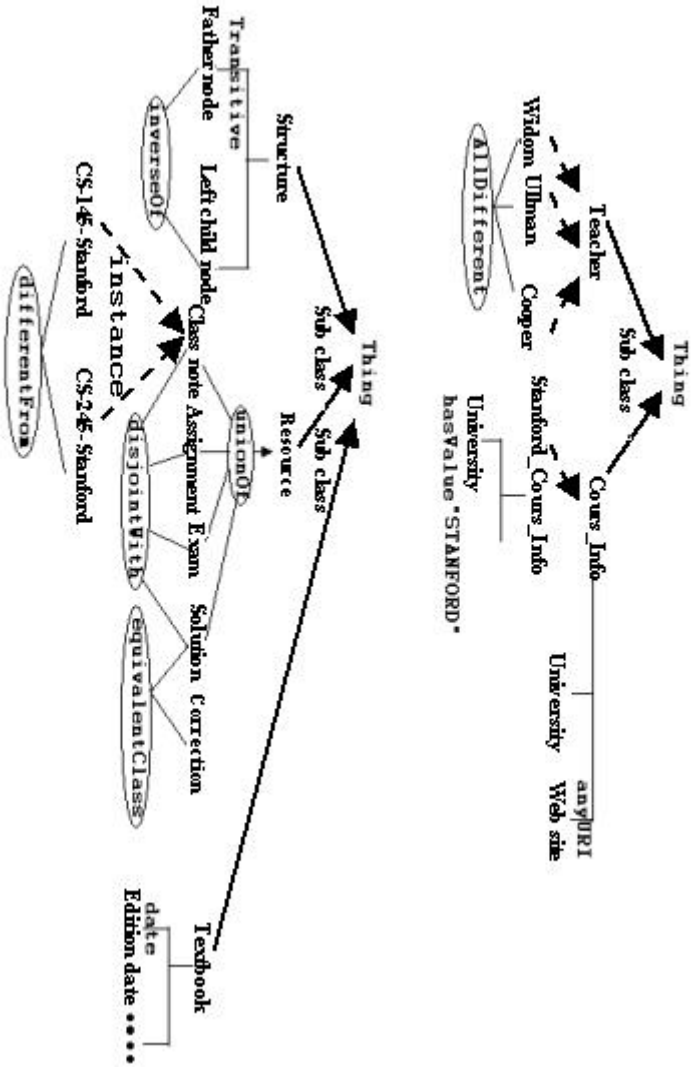 Thing
Sub class
Teacher
Cours_Info
anyURI
University
Web site
Widom Ullman
Cooper
Stanford_Cours_Info
AllDifferent
University
hasValue "STANFORD"
Thing
Sub class
Sub class
Structure
Resource
Transitive
unionOf
Father node
Left child node
Class note
Assignment
Exam
Solution
Correction
Textbook
inverseOf
instance
disjointWith
equivalentClass
date
Edition date ••••
CS-145-Stanford
CS-245-Stanford
differentFrom